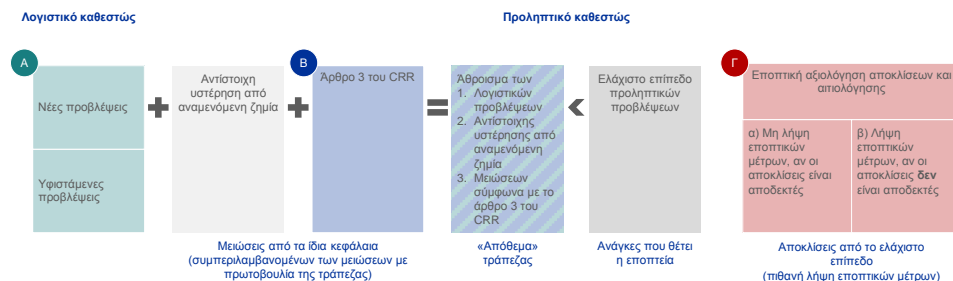 Λογιστικό καθεστώς
Προληπτικό καθεστώς
Α
Νέες προβλέψεις
Υφιστάμενες
προβλέψεις
+
Αντίστοιχη
υστέρηση από
αναμενόμενη ζημία
+
Β
Άρθρο 3 του CRR
=
Άθροισμα των
1. Λογιστικών
προβλέψεων
2. Αντίστοιχης
υστέρησης από
αναμενόμενη
ζημία
3. Μειώσεων
σύμφωνα με το
άρθρο 3 του
CRR
<
Ελάχιστο επίπεδο
προληπτικών
προβλέψεων
Γ
Εποπτική αξιολόγηση αποκλίσεων και
αιτιολόγησης
α) Μη λήψη
εποπτικών
μέτρων, αν οι
αποκλίσεις είναι
αποδεκτές
β) Λήψη
εποπτικών
μέτρων, αν οι
αποκλίσεις δεν
είναι αποδεκτές
Μειώσεις από τα ίδια κεφάλαια
(συμπεριλαμβανομένων των μειώσεων με
πρωτοβουλία της τράπεζας)
«Απόθεμα»
τράπεζας
Ανάγκες που θέτει
η εποπτεία
Αποκλίσεις από το ελάχιστο
επίπεδο
(πιθανή λήψη εποπτικών μέτρων)